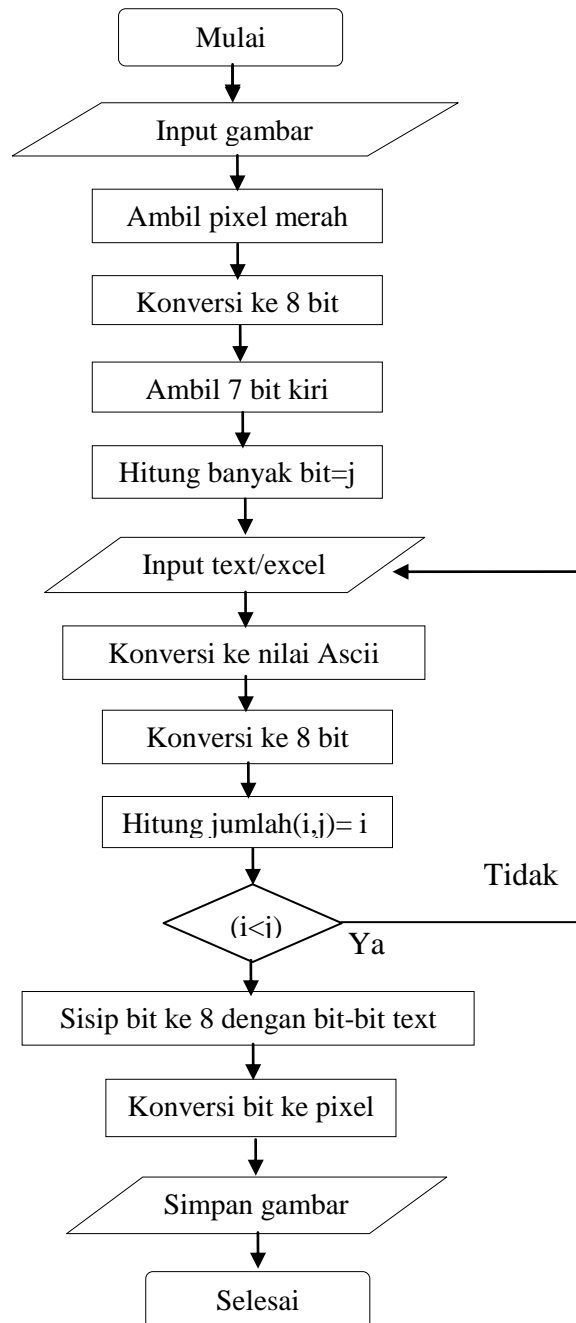 Mulai
Input gambar
Ambil pixel merah
Konversi ke 8 bit
Ambil 7 bit kiri
Hitung banyak bit=j
Input text/excel
Konversi ke nilai Ascii
Konversi ke 8 bit
Hitung jumlah(i,j)= i
Tidak
(i<j)
Ya
Sisip bit ke 8 dengan bit-bit text
Konversi bit ke pixel
Simpan gambar
Selesai